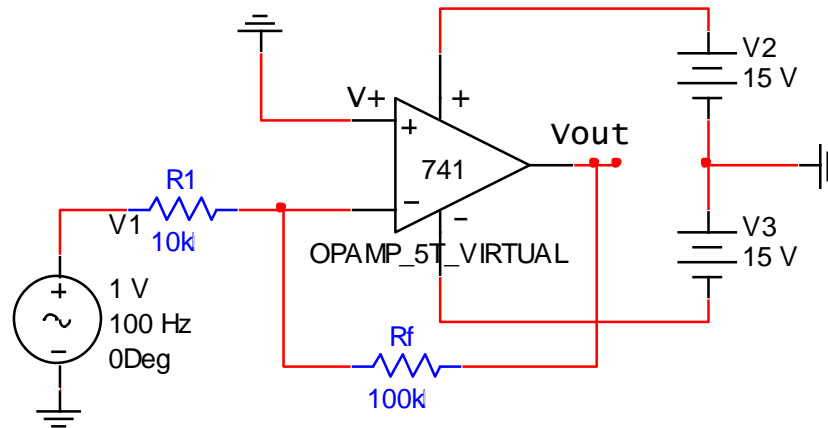 V2
15 V
V+
+
+
Vout
741
−
−
R1
V1
10k
OPAMP_5T_VIRTUAL
V3
15 V
+
1 V
100 Hz
−
0Deg
Rf
100k